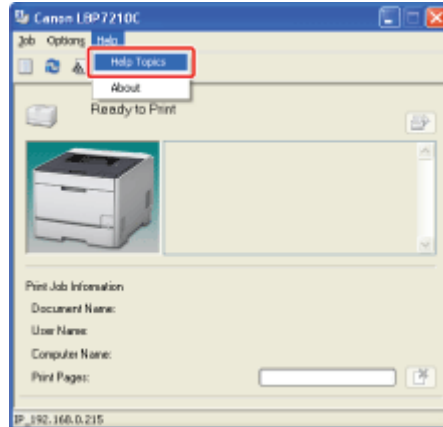 Canon LBP7210C
Job Options Help
Help Topics
About
Ready to Print
Print Job Information
Document Name:
User Name:
Computer Name:
Print Pages:
IP_192.168.0.215